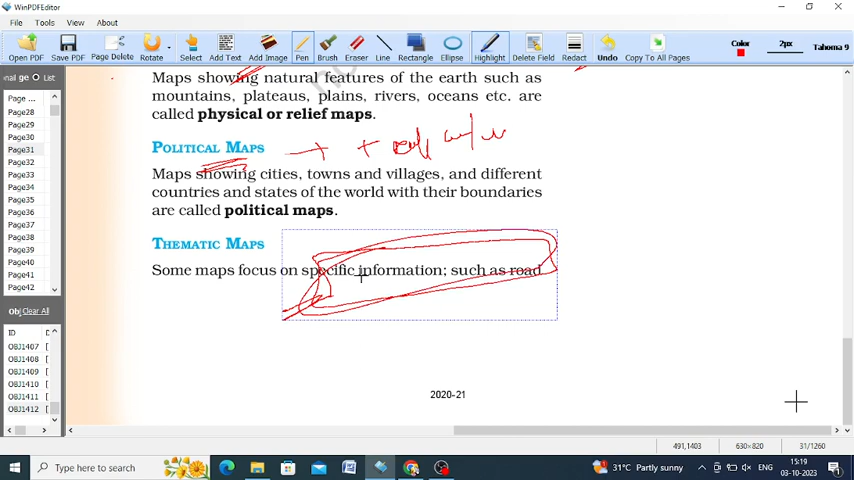 WinPDFEditor
File Tools View About
Open PDF Save PDF Page Delete Rotate Select Add Text Add Image Pen Brush Eraser Line Rectangle Ellipse Highlight Delete Field Redact Undo To Images Color 2px Tahoma 9
nal ge List
Page ...
Page28
Page29
Page30
Page31
Page32
Page33
Page34
Page35
Page36
Page37
Page38
Page39
Page40
Page41
Page42
Obj Clear All
ID D
OBJ1407 [
OBJ1408 [
OBJ1409 [
OBJ1410 [
OBJ1411 [
OBJ1412 [
Maps showing natural features of the earth such as
mountains, plateaus, plains, rivers, oceans etc. are
called physical or relief maps.
POLITICAL MAPS
Maps showing cities, towns and villages, and different
countries and states of the world with their boundaries
are called political maps.
THEMATIC MAPS
Some maps focus on specific information; such as road
2020-21
491,1403 630×820 31/1260
Type here to search
31°C Partly sunny ENG 15:19
03-10-2023